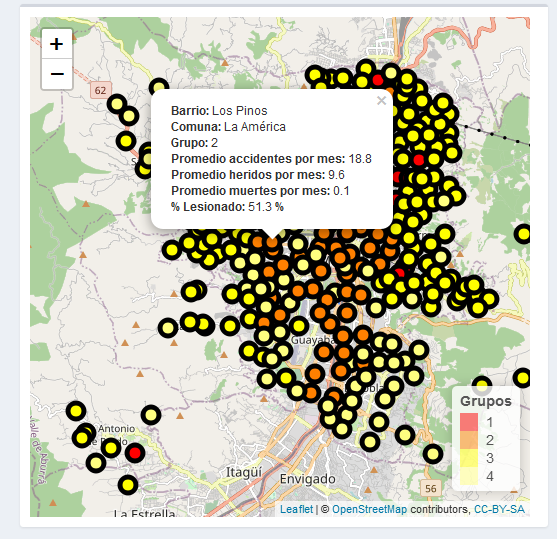 +
−
62
×
Barrio: Los Pinos
Comuna: La América
Grupo: 2
Promedio accidentes por mes: 18.8
Promedio heridos por mes: 9.6
Promedio muertes por mes: 0.1
% Lesionado: 51.3 %
Guayaba
Grupos
1
2
3
4
Antonio
Valle de Aburrá
Itagüí
Envigado
56
La Estrella
Leaflet | © OpenStreetMap contributors, CC-BY-SA